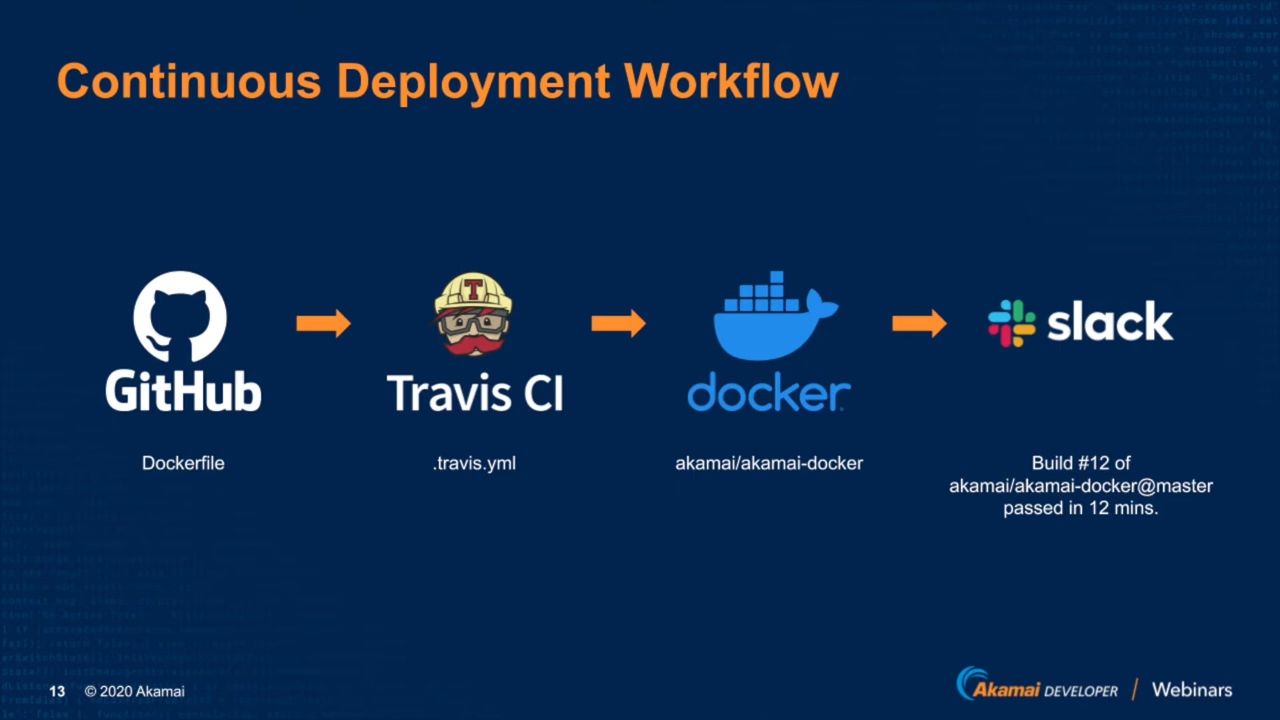 Continuous Deployment Workflow
GitHub
Travis CI
docker
slack
T
Dockerfile
.travis.yml
akamai/akamai-docker
Build #12 of
akamai/akamai-docker@master
passed in 12 mins.
13 © 2020 Akamai
Akamai DEVELOPER / Webinars